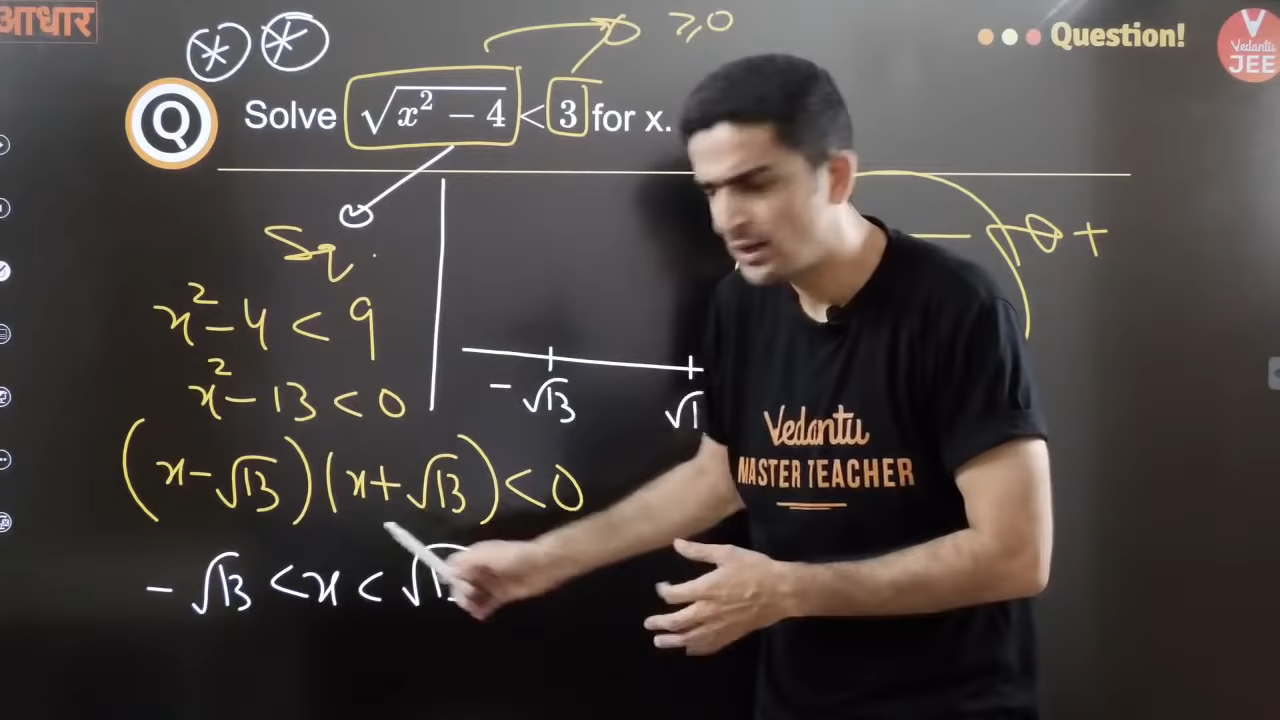 आधार
Question!
Vedantu
JEE
* * ≥0
Q Solve √(x² − 4) < 3 for x.
Sq.
− +
x² − 4 < 9
x² − 13 < 0
−√13
(x − √13)(x + √13) < 0
−√13 < x <
Vedantu
MASTER TEACHER